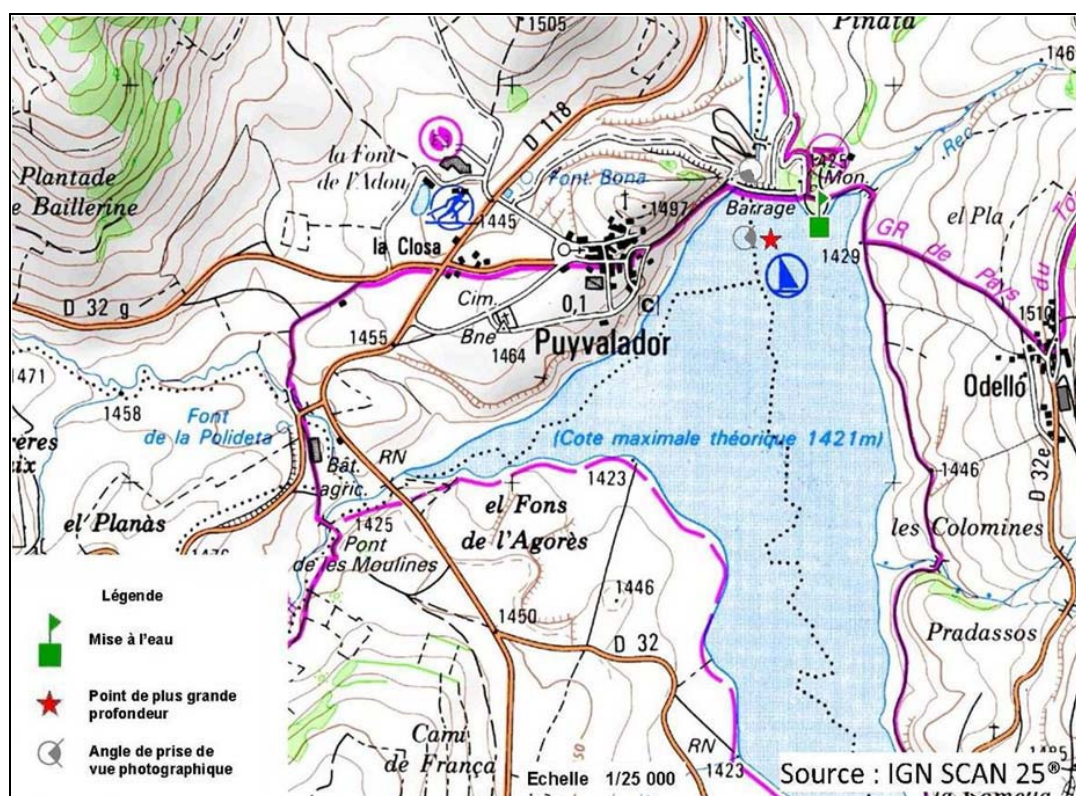 1505
Pinata
146
D 118
la Font
de l'Adou
Font. Bona
1425
(Mon.
Rec
Plantade
e Baillerine
1445
1497
Barrage
el Pla
la Closa
1429
GR
de
Pays
du
D 32 g
Cim.
0,1
C
1510
1455
Bne
1464
Puyvalador
Odelló
1471
1458
Font
de la Polideta
(Cote maximale théorique 1421m)
RN
Bât.
agric.
1423
1446
D 32e
el Planàs
1425
el Fons
de l'Agorès
les Colomines
Pont
de les Moulines
1446
Légende
Mise à l'eau
1450
D 32
Pradassos
Point de plus grande
profondeur
Cami
de França
RN
Angle de prise de
vue photographique
50
Echelle 1/25 000
1423
Source : IGN SCAN 25®